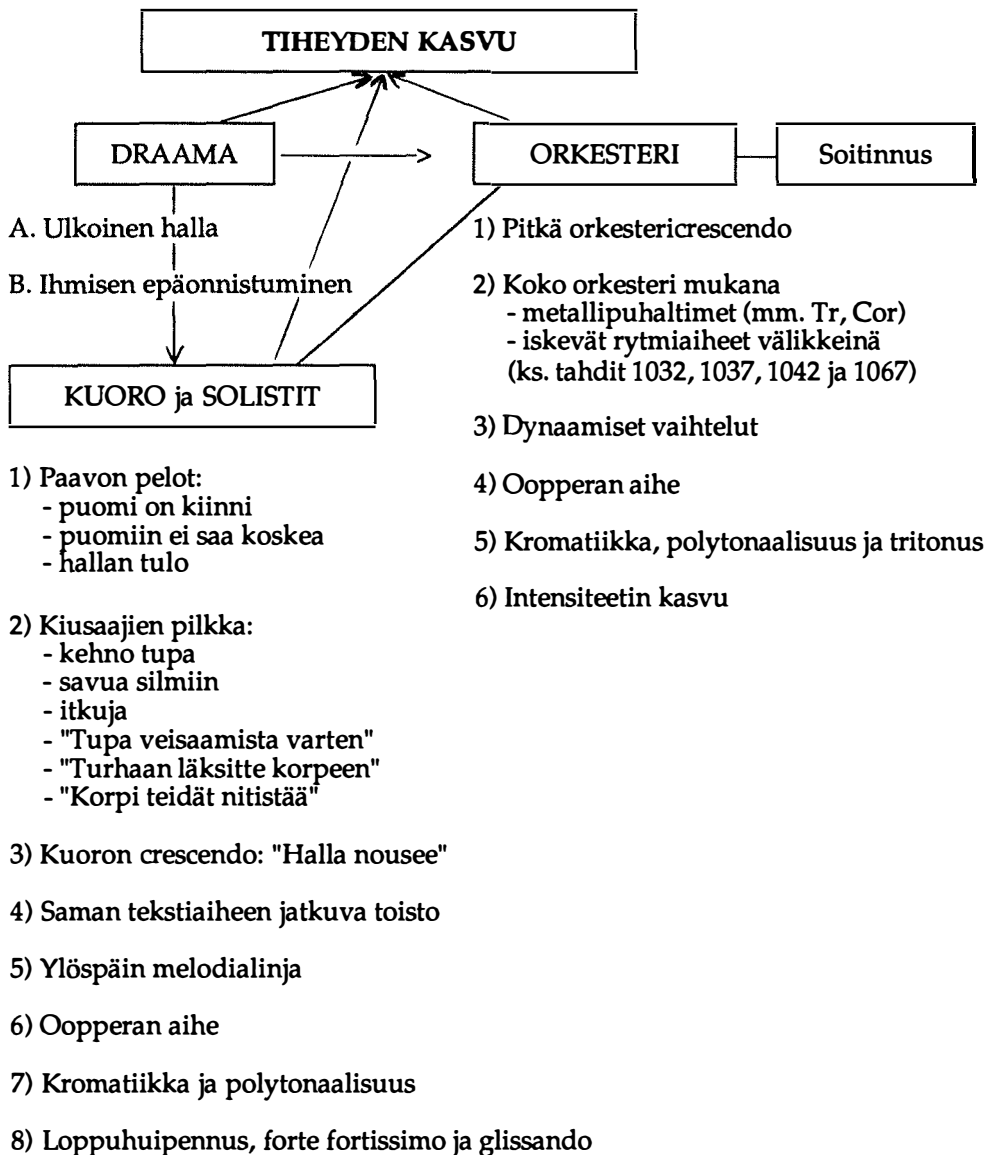 TIHEYDEN KASVU
DRAAMA
ORKESTERI
Soitinnus
A. Ulkoinen halla
B. Ihmisen epäonnistuminen
KUORO ja SOLISTIT
1) Pitkä orkestericrescendo
2) Koko orkesteri mukana
- metallipuhaltimet (mm. Tr, Cor)
- iskevät rytmiaiheet välikkeinä
(ks. tahdit 1032, 1037, 1042 ja 1067)
3) Dynaamiset vaihtelut
4) Oopperan aihe
5) Kromatiikka, polytonaalisuus ja tritonus
6) Intensiteetin kasvu
1) Paavon pelot:
- puomi on kiinni
- puomiin ei saa koskea
- hallan tulo
2) Kiusaajien pilkka:
- kehno tupa
- savua silmiin
- itkuja
- "Tupa veisaamista varten"
- "Turhaan läksitte korpeen"
- "Korpi teidät nitistää"
3) Kuoron crescendo: "Halla nousee"
4) Saman tekstiaiheen jatkuva toisto
5) Ylöspäin melodialinja
6) Oopperan aihe
7) Kromatiikka ja polytonaalisuus
8) Loppuhuipennus, forte fortissimo ja glissando